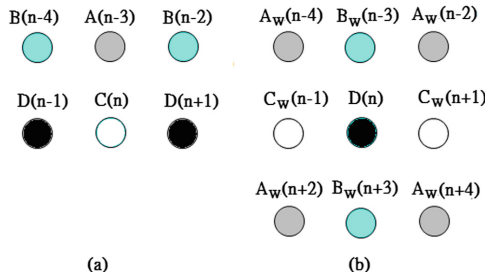 B(n-4) A(n-3) B(n-2)
D(n-1) C(n) D(n+1)
(a)
Aw(n-4) Bw(n-3) Aw(n-2)
Cw(n-1) D(n) Cw(n+1)
Aw(n+2) Bw(n+3) Aw(n+4)
(b)